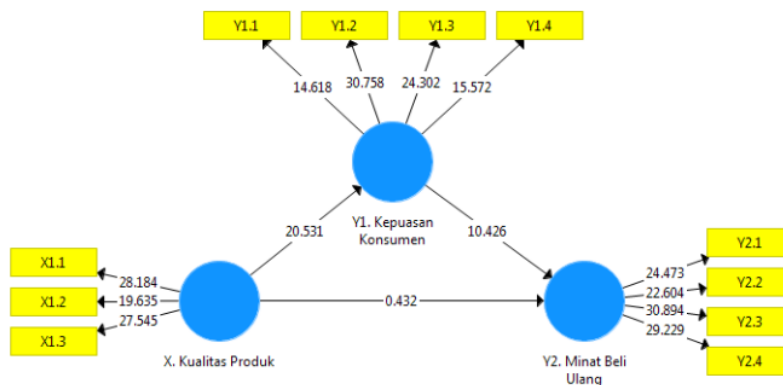 Y1.1
Y1.2
Y1.3
Y1.4
14.618
30.758
24.302
15.572
Y1. Kepuasan
Konsumen
20.531
10.426
X1.1
X1.2
X1.3
28.184
19.635
27.545
0.432
24.473
22.604
30.894
29.229
Y2.1
Y2.2
Y2.3
Y2.4
X. Kualitas Produk
Y2. Minat Beli
Ulang